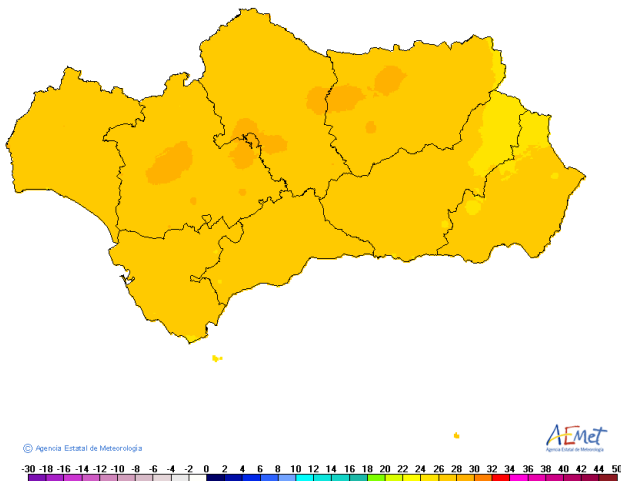 © Agencia Estatal de Meteorología
AEMet
Agencia Estatal de Meteorología
-30 -18 -16 -14 -12 -10 -8 -6 -4 -2 0 2 4 6 8 10 12 14 16 18 20 22 24 26 28 30 32 34 36 38 40 42 44 50